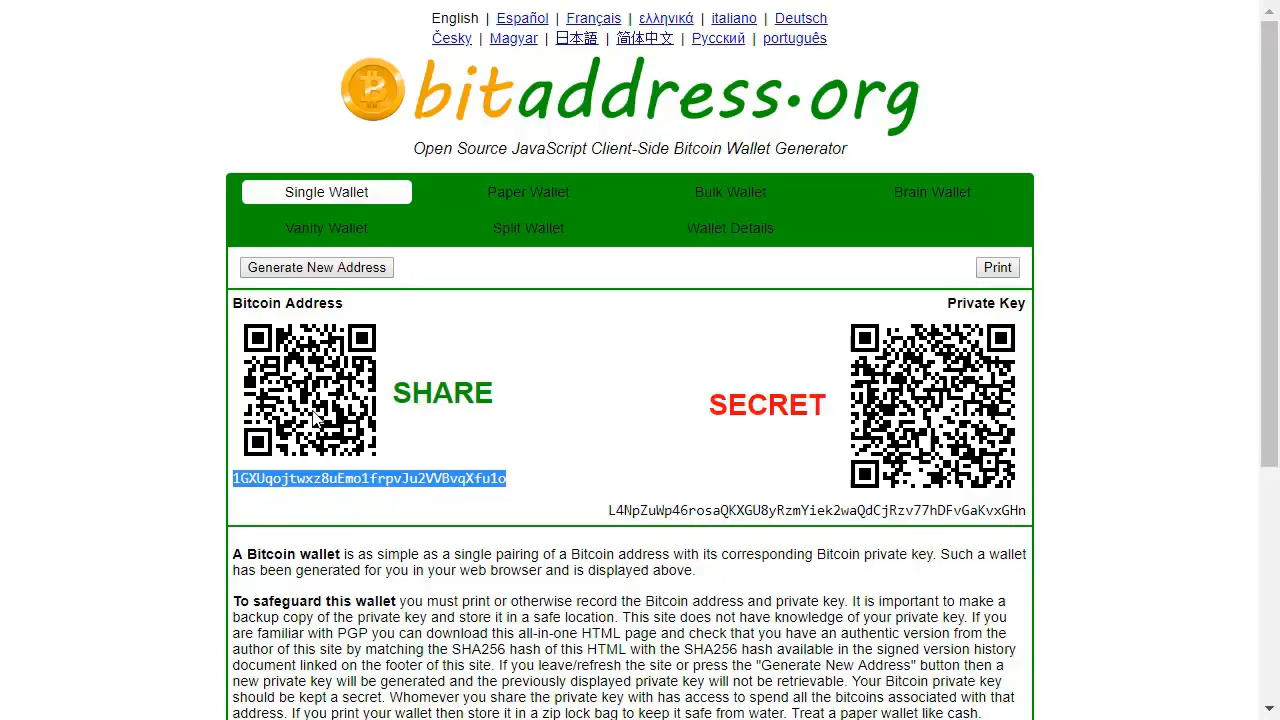 English | Español | Français | ελληνικά | italiano | Deutsch
Česky | Magyar | 日本語 | 简体中文 | Русский | português
bitaddress.org
Open Source JavaScript Client-Side Bitcoin Wallet Generator
Single Wallet Paper Wallet Bulk Wallet Brain Wallet
Vanity Wallet Split Wallet Wallet Details
Generate New Address Print
Bitcoin Address Private Key
SHARE
SECRET
1GXUqojtwxz8uEmo1frpvJu2VVBvqXfu1o
L4NpZuWp46rosaQKXGU8yRzmYiek2waQdCjRzv77hDFvGaKvxGHn
A Bitcoin wallet is as simple as a single pairing of a Bitcoin address with its corresponding Bitcoin private key. Such a wallet
has been generated for you in your web browser and is displayed above.
To safeguard this wallet you must print or otherwise record the Bitcoin address and private key. It is important to make a
backup copy of the private key and store it in a safe location. This site does not have knowledge of your private key. If you
are familiar with PGP you can download this all-in-one HTML page and check that you have an authentic version from the
author of this site by matching the SHA256 hash of this HTML with the SHA256 hash available in the signed version history
document linked on the footer of this site. If you leave/refresh the site or press the "Generate New Address" button then a
new private key will be generated and the previously displayed private key will not be retrievable. Your Bitcoin private key
should be kept a secret. Whomever you share the private key with has access to spend all the bitcoins associated with that
address. If you print your wallet then store it in a zip lock bag to keep it safe from water. Treat a paper wallet like cash.